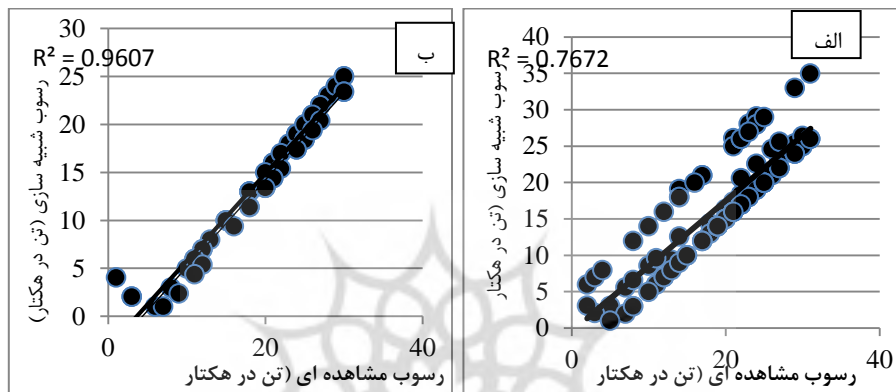 الف
R² = 0.7672
رسوب شبیه سازی (تن در هکتار
40
35
30
25
20
15
10
5
0
0 20 40
رسوب مشاهده ای (تن در هکتار
ب
R² = 0.9607
رسوب شبیه سازی (تن در هکتار)
30
25
20
15
10
5
0
0 20 40
رسوب مشاهده ای (تن در هکتار